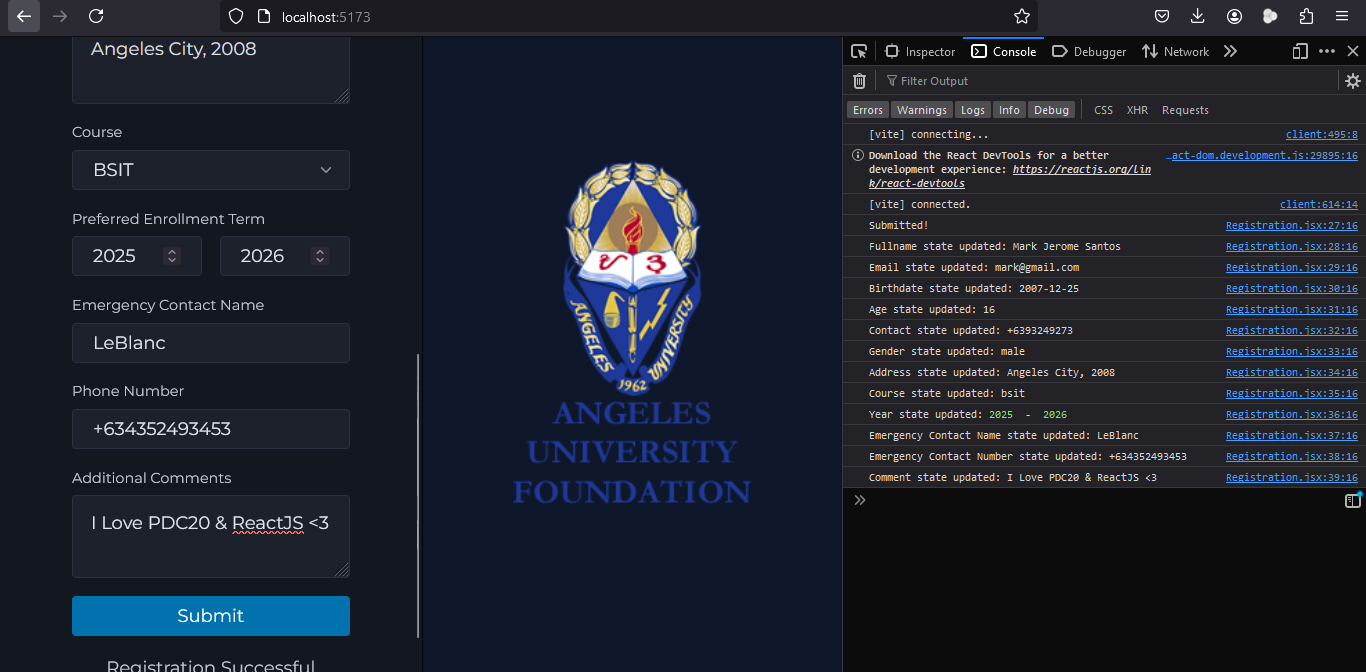 localhost:5173
Angeles City, 2008
Course
BSIT
Preferred Enrollment Term
2025 2026
Emergency Contact Name
LeBlanc
Phone Number
+634352493453
Additional Comments
I Love PDC20 & ReactJS <3
Submit
Registration Successful
ANGELES UNIVERSITY
1962
ANGELES
UNIVERSITY
FOUNDATION
Inspector Console Debugger Network
Filter Output
Errors Warnings Logs Info Debug CSS XHR Requests
[vite] connecting... client:495:8
Download the React DevTools for a better …act-dom.development.js:29895:16
development experience: https://reactjs.org/lin
k/react-devtools
[vite] connected. client:614:14
Submitted! Registration.jsx:27:16
Fullname state updated: Mark Jerome Santos Registration.jsx:28:16
Email state updated: mark@gmail.com Registration.jsx:29:16
Birthdate state updated: 2007-12-25 Registration.jsx:30:16
Age state updated: 16 Registration.jsx:31:16
Contact state updated: +6393249273 Registration.jsx:32:16
Gender state updated: male Registration.jsx:33:16
Address state updated: Angeles City, 2008 Registration.jsx:34:16
Course state updated: bsit Registration.jsx:35:16
Year state updated: 2025 - 2026 Registration.jsx:36:16
Emergency Contact Name state updated: LeBlanc Registration.jsx:37:16
Emergency Contact Number state updated: +634352493453 Registration.jsx:38:16
Comment state updated: I Love PDC20 & ReactJS <3 Registration.jsx:39:16